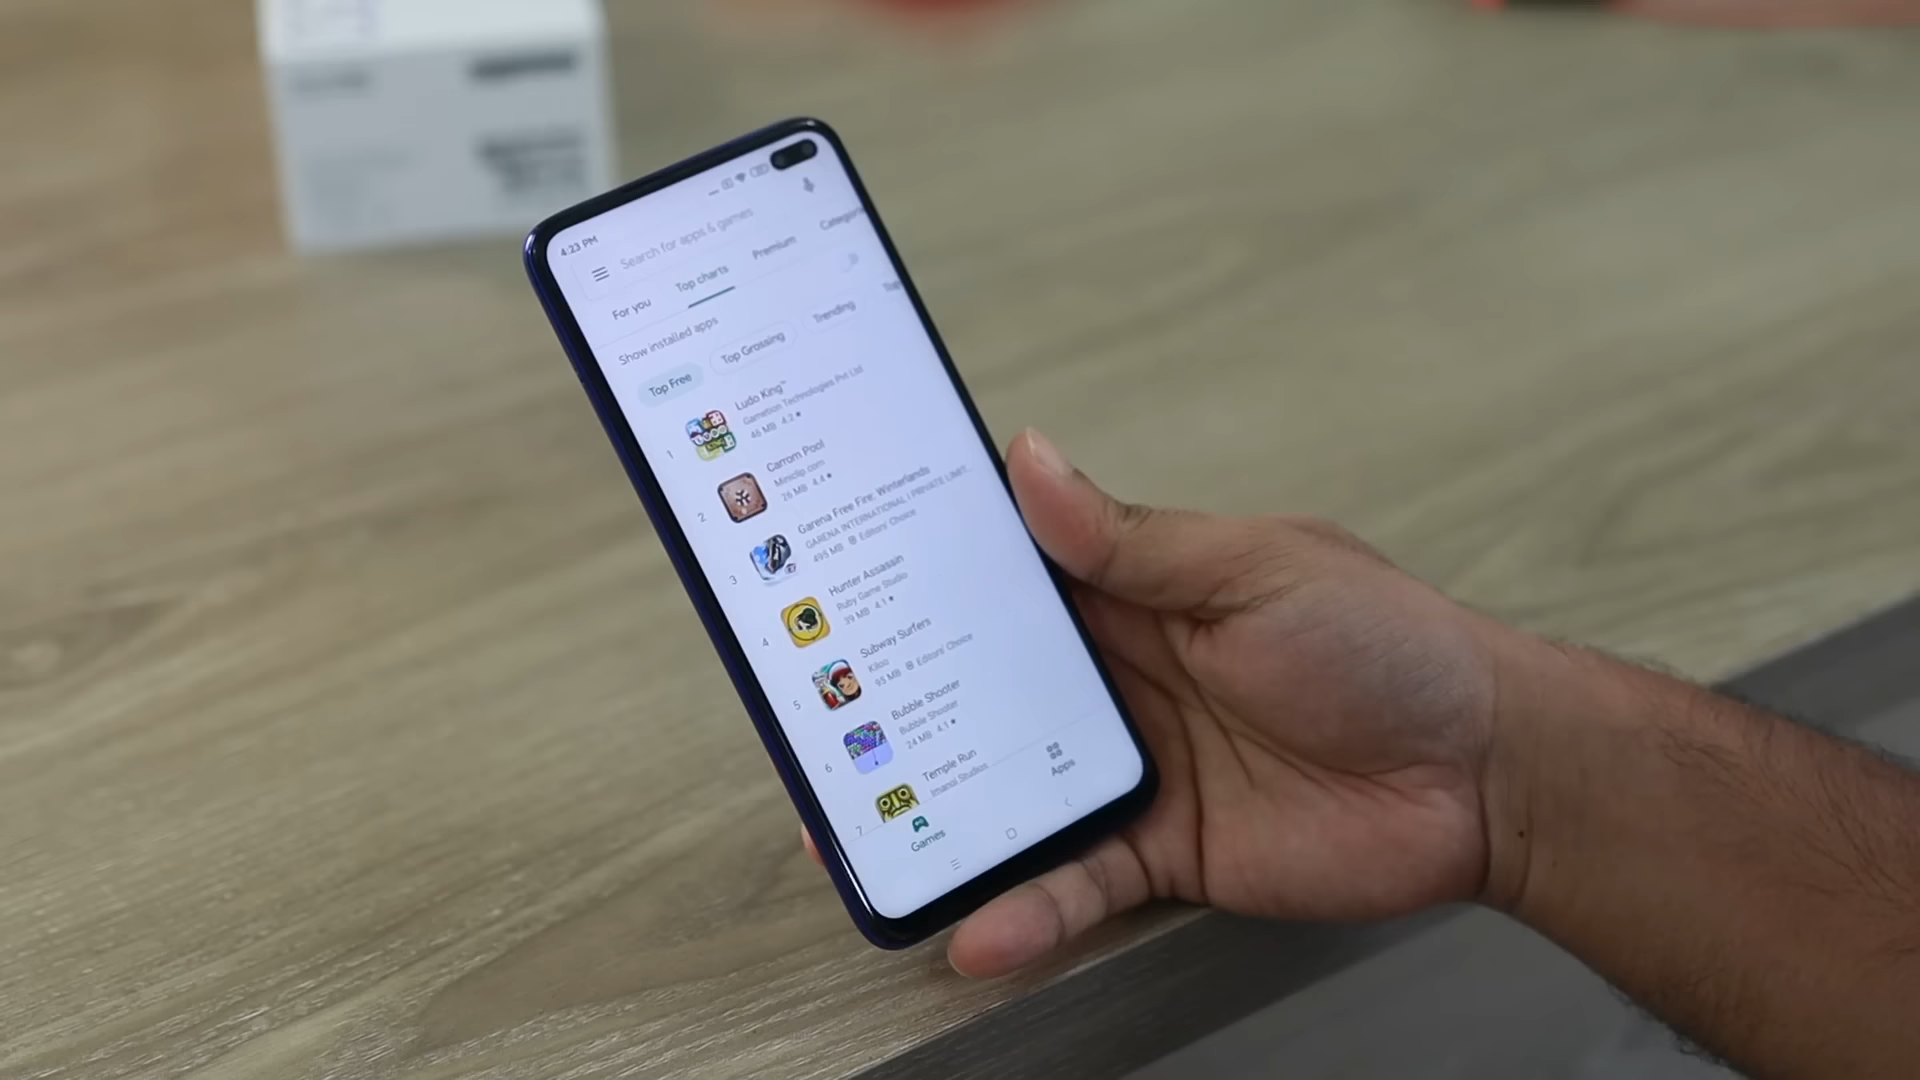 4:23 PM
Search for apps & games
For you Top charts Premium Categori
Show installed apps
Top Free Top Grossing Trending
1 Ludo King™
Gametion Technologies Pvt Ltd
46 MB 4.2★
2 Carrom Pool
Miniclip.com
26 MB 4.4★
3 Garena Free Fire: Winterlands
GARENA INTERNATIONAL I PRIVATE LIMIT...
495 MB Editors' Choice
4 Hunter Assassin
Ruby Game Studio
39 MB 4.1★
5 Subway Surfers
Kiloo
95 MB Editors' Choice
6 Bubble Shooter
Bubble Shooter
24 MB 4.1★
7 Temple Run
Imangi Studios
Games Apps